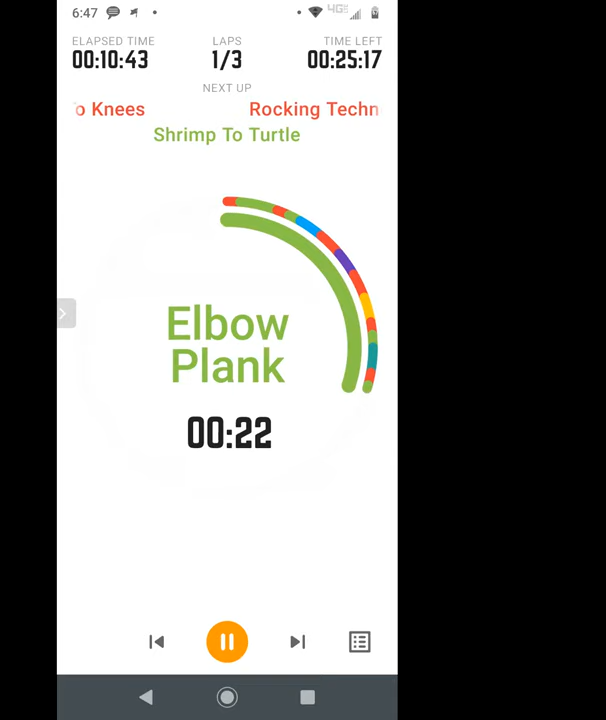 6:47
4G
ELAPSED TIME
LAPS
TIME LEFT
00:10:43
1/3
00:25:17
NEXT UP
o Knees
Rocking Techn
Shrimp To Turtle
Elbow
Plank
00:22